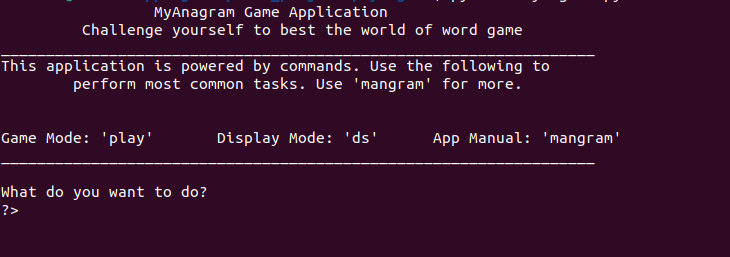 MyAnagram Game Application
Challenge yourself to best the world of word game
__________________________________________________________________
This application is powered by commands. Use the following to
perform most common tasks. Use 'mangram' for more.
Game Mode: 'play' Display Mode: 'ds' App Manual: 'mangram'
__________________________________________________________________
What do you want to do?
?>